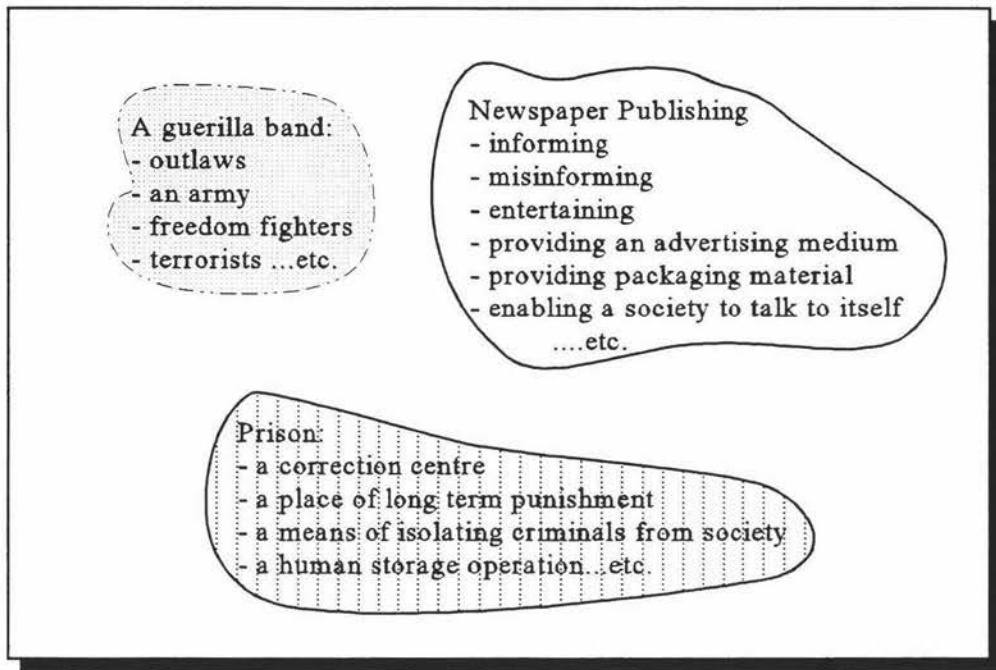 A guerilla band:
- outlaws
- an army
- freedom fighters
- terrorists ...etc.
Newspaper Publishing
- informing
- misinforming
- entertaining
- providing an advertising medium
- providing packaging material
- enabling a society to talk to itself
....etc.
Prison:
- a correction centre
- a place of long term punishment
- a means of isolating criminals from society
- a human storage operation...etc.